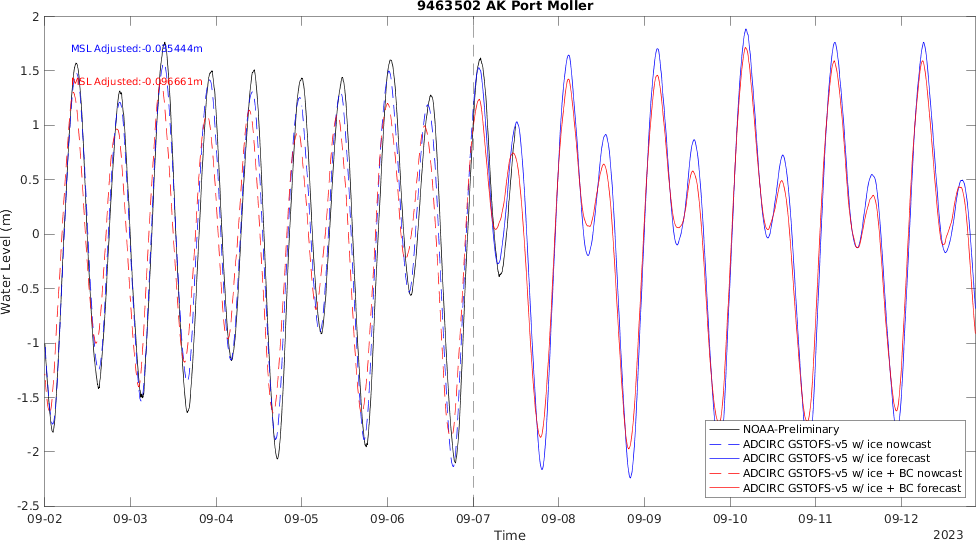 9463502 AK Port Moller
MSL Adjusted:-0.035444m
MSL Adjusted:-0.096661m
Water Level (m)
2
1.5
1
0.5
0
-0.5
-1
-1.5
-2
-2.5
NOAA-Preliminary
ADCIRC GSTOFS-v5 w/ ice nowcast
ADCIRC GSTOFS-v5 w/ ice forecast
ADCIRC GSTOFS-v5 w/ ice + BC nowcast
ADCIRC GSTOFS-v5 w/ ice + BC forecast
09-02 09-03 09-04 09-05 09-06 09-07 09-08 09-09 09-10 09-11 09-12
Time
2023